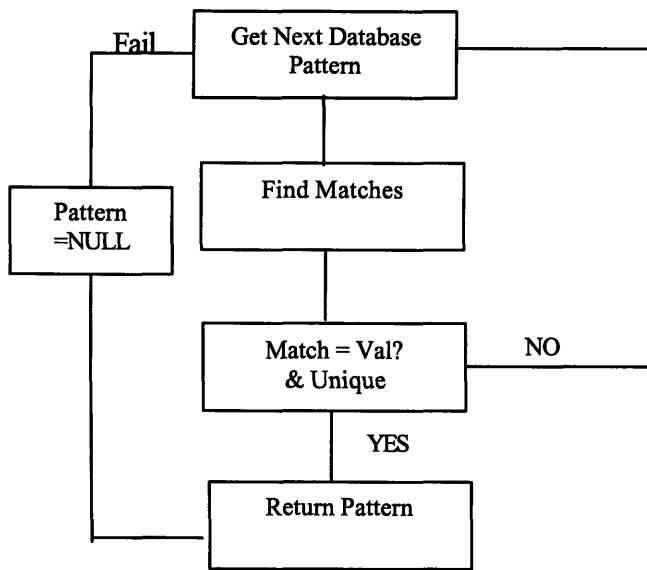 Fail
Get Next Database
Pattern
Find Matches
Pattern
=NULL
Match = Val?
& Unique
NO
YES
Return Pattern